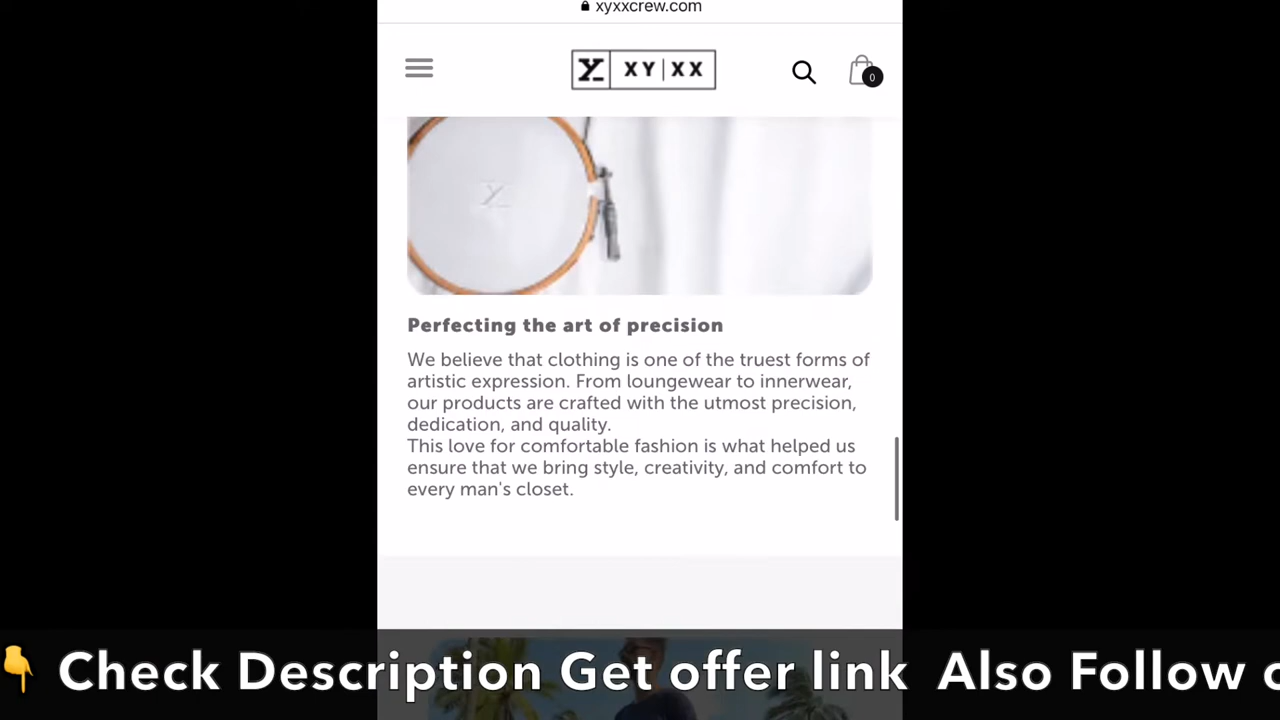 xyxxcrew.com
XY|XX
0
Perfecting the art of precision
We believe that clothing is one of the truest forms of
artistic expression. From loungewear to innerwear,
our products are crafted with the utmost precision,
dedication, and quality.
This love for comfortable fashion is what helped us
ensure that we bring style, creativity, and comfort to
every man's closet.
👇 Check Description Get offer link Also Follow